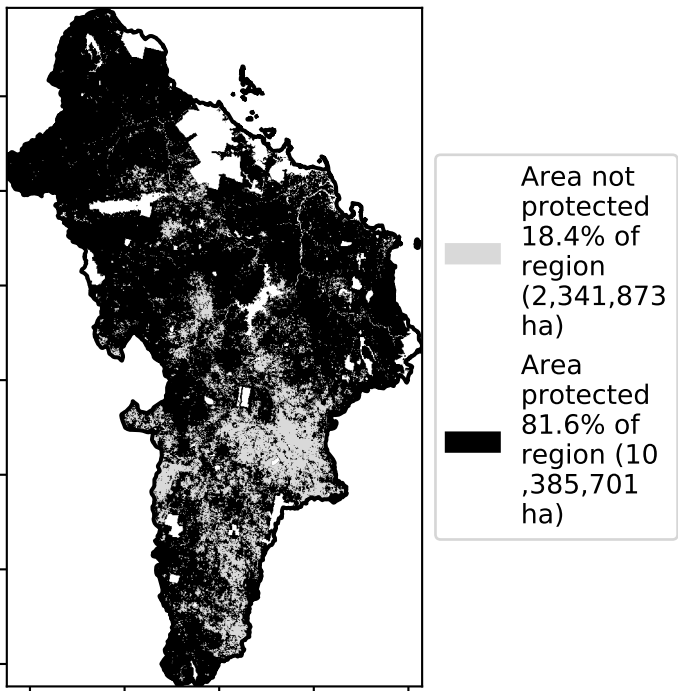 Area not
protected
18.4% of
region
(2,341,873
ha)
Area
protected
81.6% of
region (10
,385,701
ha)